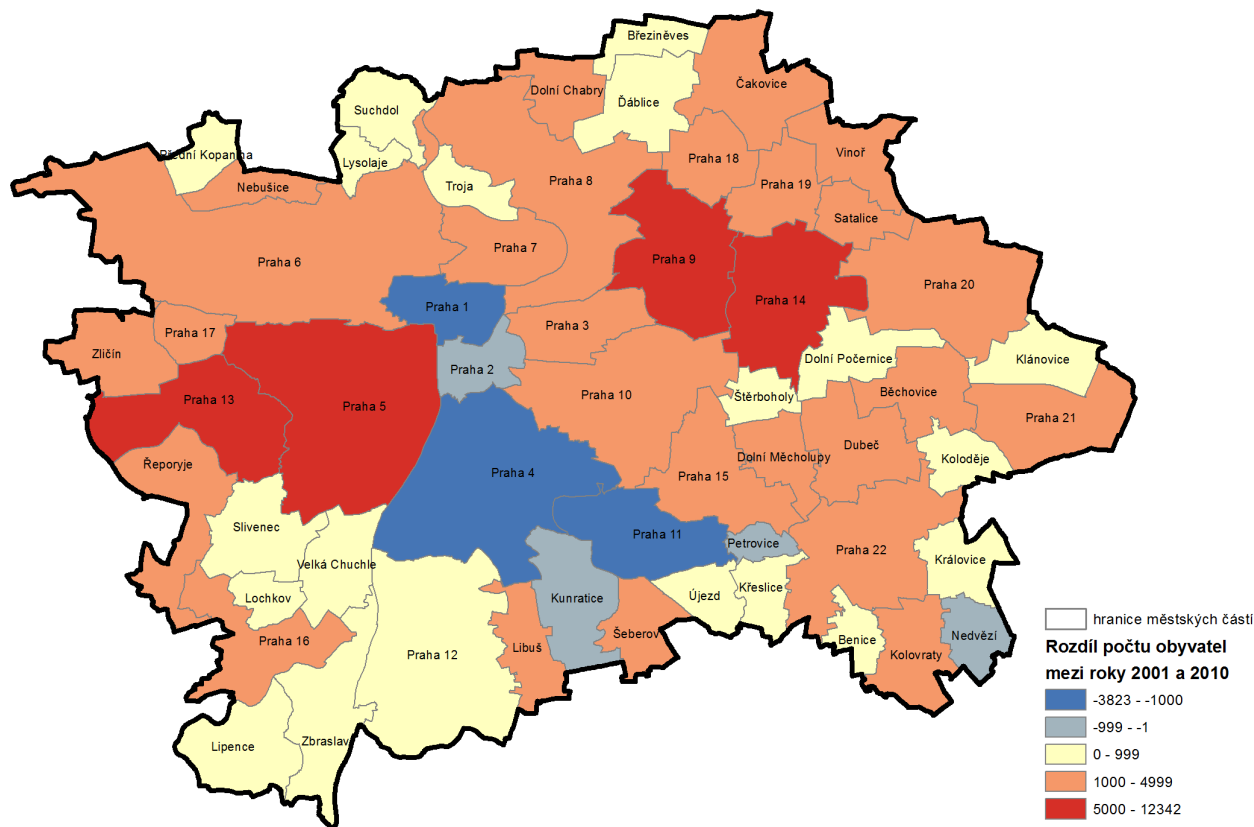 Březiněves
Suchdol
Dolní Chabry
Čakovice
Ďáblice
Přední Kopanina
Lysolaje
Praha 18
Vinoř
Nebušice
Troja
Praha 8
Praha 19
Satalice
Praha 7
Praha 6
Praha 9
Praha 14
Praha 20
Praha 1
Praha 17
Praha 3
Zličín
Dolní Počernice
Klánovice
Praha 2
Praha 13
Praha 5
Praha 10
Štěrboholy
Běchovice
Praha 21
Řeporyje
Praha 4
Praha 15
Dolní Měcholupy
Dubeč
Koloděje
Slivenec
Praha 11
Petrovice
Praha 22
Královice
Velká Chuchle
Lochkov
Kunratice
Újezd
Křeslice
Praha 16
Praha 12
Libuš
Šeberov
Benice
Kolovraty
Nedvězí
Lipence
Zbraslav
hranice městských částí
Rozdíl počtu obyvatel
mezi roky 2001 a 2010
-3823 - -1000
-999 - -1
0 - 999
1000 - 4999
5000 - 12342